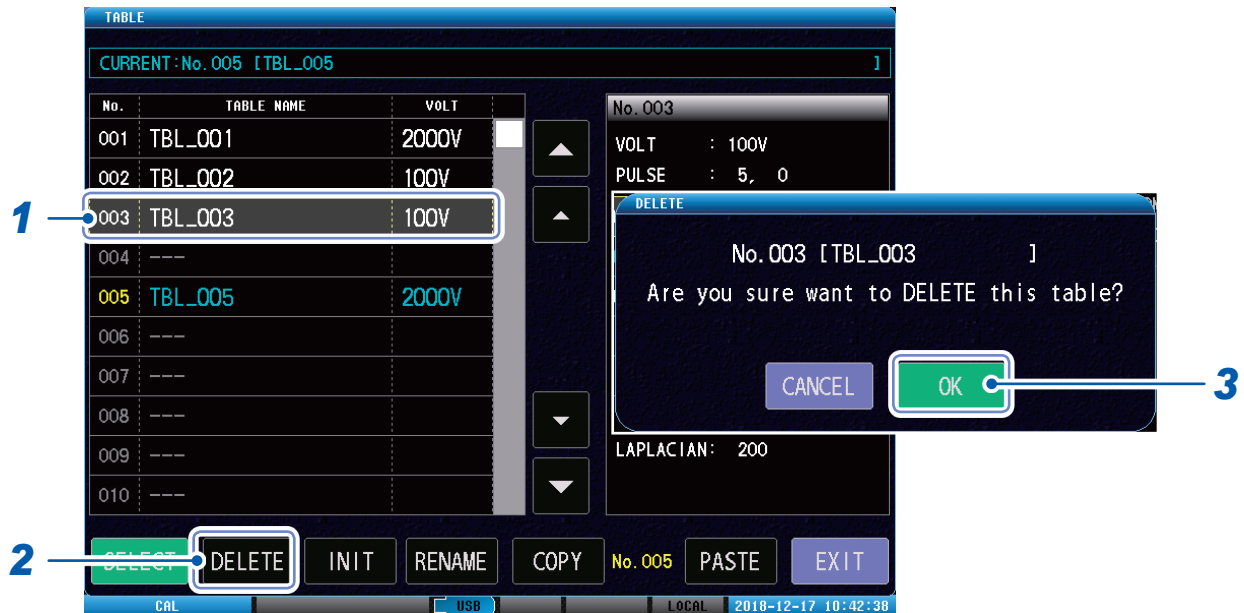 TABLE
CURRENT:No.005 [TBL_005 ]
No. TABLE NAME VOLT
001 TBL_001 2000V
002 TBL_002 100V
1
003 TBL_003 100V
004 ---
005 TBL_005 2000V
006 ---
007 ---
008 ---
009 ---
010 ---
No.003
VOLT : 100V
PULSE : 5, 0
DELETE
No.003 [TBL_003 ]
Are you sure want to DELETE this table?
CANCEL OK
3
LAPLACIAN: 200
2
SELECT DELETE INIT RENAME COPY No.005 PASTE EXIT
CAL USB LOCAL 2018-12-17 10:42:38